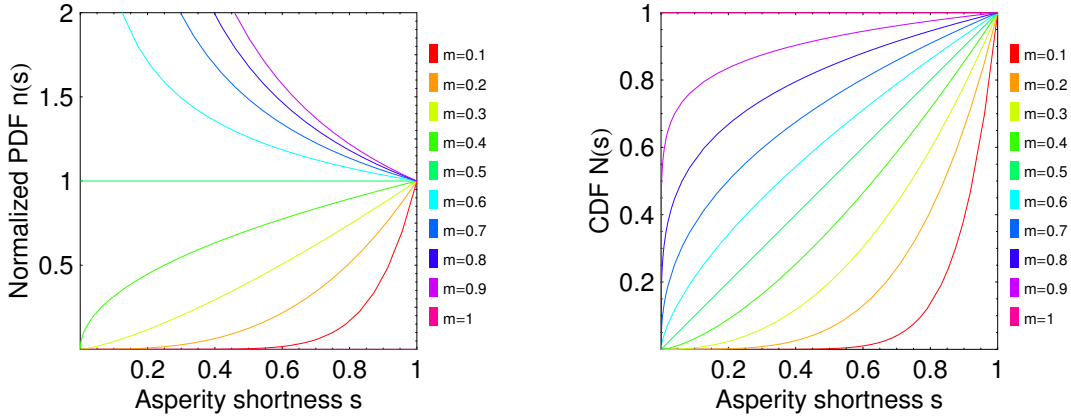 2
1.5
1
0.5
0.2 0.4 0.6 0.8 1
Normalized PDF n(s)
Asperity shortness s
m=0.1
m=0.2
m=0.3
m=0.4
m=0.5
m=0.6
m=0.7
m=0.8
m=0.9
m=1
1
0.8
0.6
0.4
0.2
0.2 0.4 0.6 0.8 1
CDF N(s)
Asperity shortness s
m=0.1
m=0.2
m=0.3
m=0.4
m=0.5
m=0.6
m=0.7
m=0.8
m=0.9
m=1